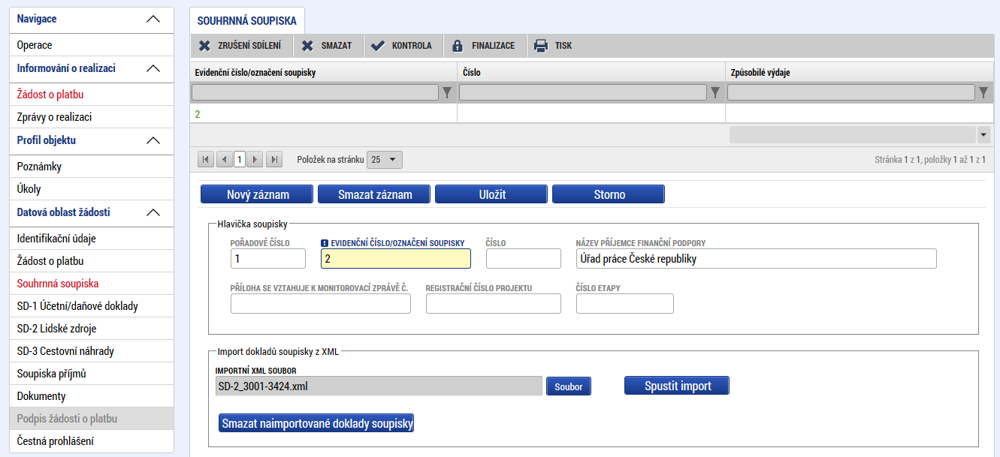 Navigace
Operace
Informování o realizaci
Žádost o platbu
Zprávy o realizaci
Profil objektu
Poznámky
Úkoly
Datová oblast žádosti
Identifikační údaje
Žádost o platbu
Souhrnná soupiska
SD-1 Účetní/daňové doklady
SD-2 Lidské zdroje
SD-3 Cestovní náhrady
Soupiska příjmů
Dokumenty
Podpis žádosti o platbu
Čestná prohlášení
SOUHRNNÁ SOUPISKA
ZRUŠENÍ SDÍLENÍ SMAZAT KONTROLA FINALIZACE TISK
Evidenční číslo/označení soupisky Číslo Způsobilé výdaje
2
1 Položek na stránku 25 Stránka 1 z 1, položky 1 až 1 z 1
Nový záznam Smazat záznam Uložit Storno
Hlavička soupisky
POŘADOVÉ ČÍSLO EVIDENČNÍ ČÍSLO/OZNAČENÍ SOUPISKY ČÍSLO NÁZEV PŘÍJEMCE FINANČNÍ PODPORY
1 2 Úřad práce České republiky
PŘÍLOHA SE VZTAHUJE K MONITOROVACÍ ZPRÁVĚ Č. REGISTRAČNÍ ČÍSLO PROJEKTU ČÍSLO ETAPY
Import dokladů soupisky z XML
IMPORTNÍ XML SOUBOR
SD-2_3001-3424.xml Soubor Spustit import
Smazat naimportované doklady soupisky